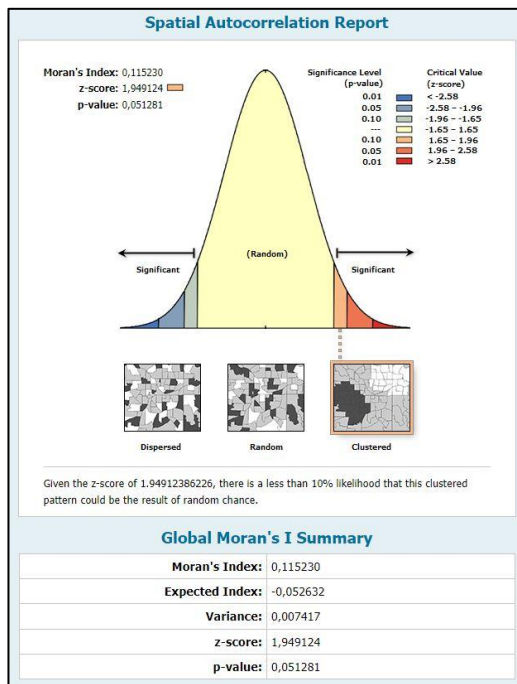 Spatial Autocorrelation Report
Moran's Index: 0,115230
z-score: 1,949124
p-value: 0,051281
Significance Level Critical Value
(p-value) (z-score)
0.01 < -2.58
0.05 -2.58 – -1.96
0.10 -1.96 – -1.65
--- -1.65 – 1.65
0.10 1.65 – 1.96
0.05 1.96 – 2.58
0.01 > 2.58
(Random)
Significant Significant
Dispersed Random Clustered
Given the z-score of 1.94912386226, there is a less than 10% likelihood that this clustered
pattern could be the result of random chance.
Global Moran's I Summary
Moran's Index: 0,115230
Expected Index: -0,052632
Variance: 0,007417
z-score: 1,949124
p-value: 0,051281